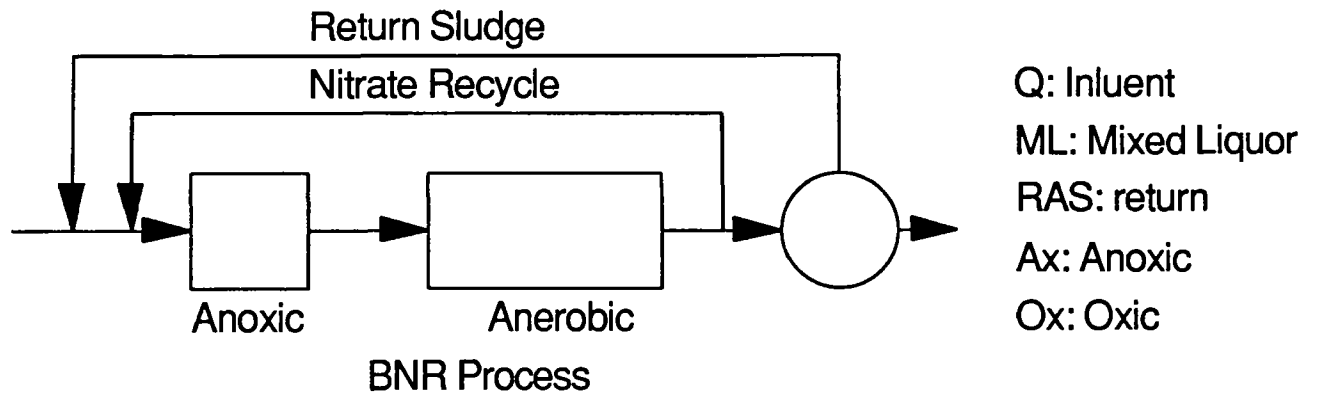 Return Sludge
Nitrate Recycle
Anoxic
Anerobic
BNR Process
Q: Inluent
ML: Mixed Liquor
RAS: return
Ax: Anoxic
Ox: Oxic